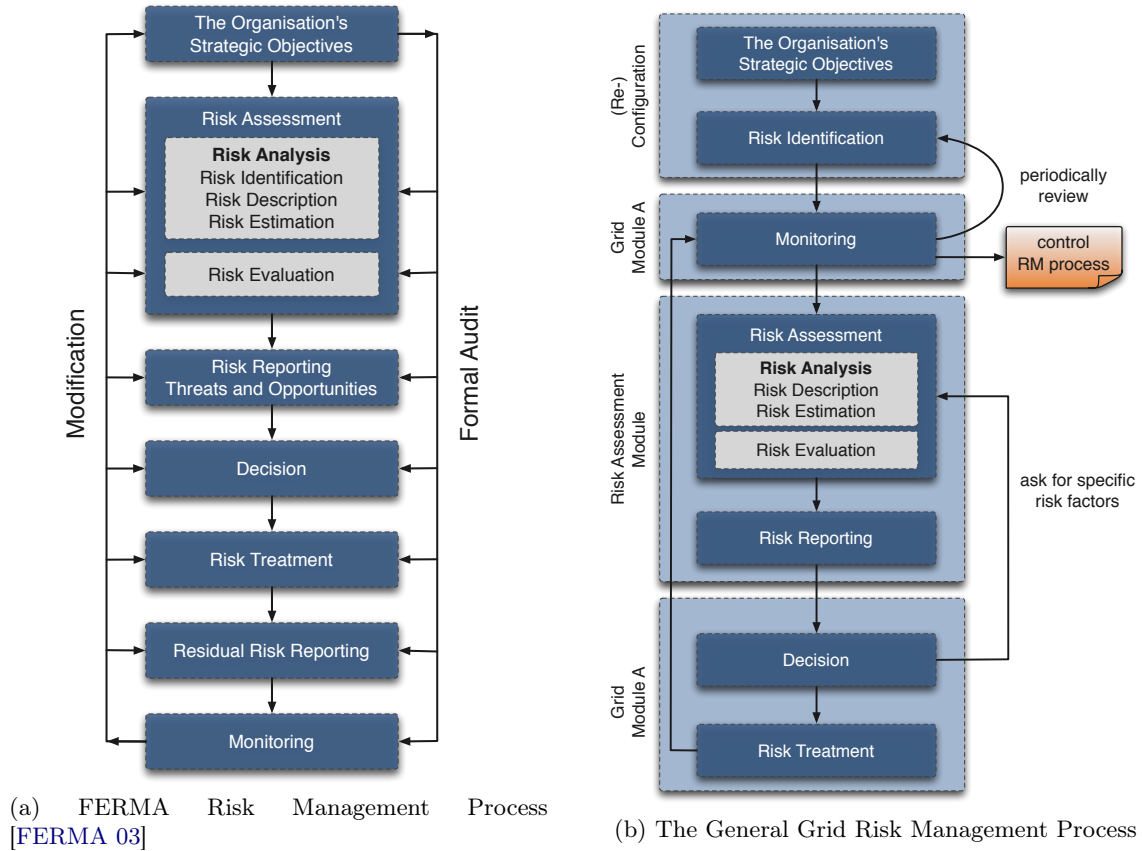 The Organisation's
Strategic Objectives
Risk Assessment
Risk Analysis
Risk Identification
Risk Description
Risk Estimation
Risk Evaluation
Risk Reporting
Threats and Opportunities
Decision
Risk Treatment
Residual Risk Reporting
Monitoring
Modification
Formal Audit
(a) FERMA Risk Management Process
[FERMA 03]
(Re-)
Configuration
The Organisation's
Strategic Objectives
Risk Identification
periodically
review
Grid
Module A
Monitoring
control
RM process
Risk Assessment
Module
Risk Assessment
Risk Analysis
Risk Description
Risk Estimation
Risk Evaluation
Risk Reporting
ask for specific
risk factors
Grid
Module A
Decision
Risk Treatment
(b) The General Grid Risk Management Process